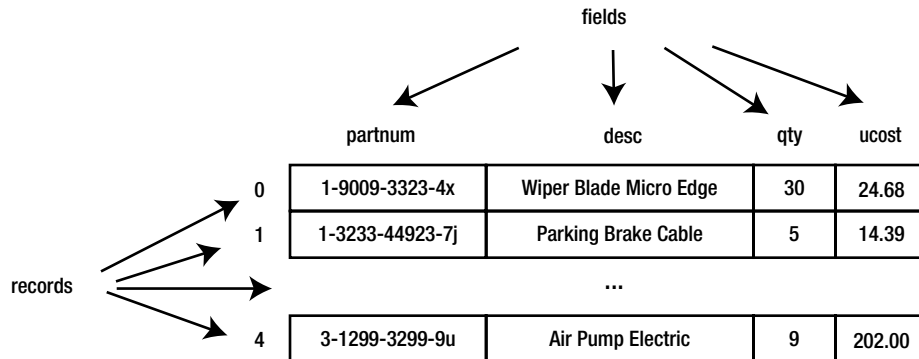 fields
partnum desc qty ucost
0 1-9009-3323-4x Wiper Blade Micro Edge 30 24.68
1 1-3233-44923-7j Parking Brake Cable 5 14.39
records ...
4 3-1299-3299-9u Air Pump Electric 9 202.00